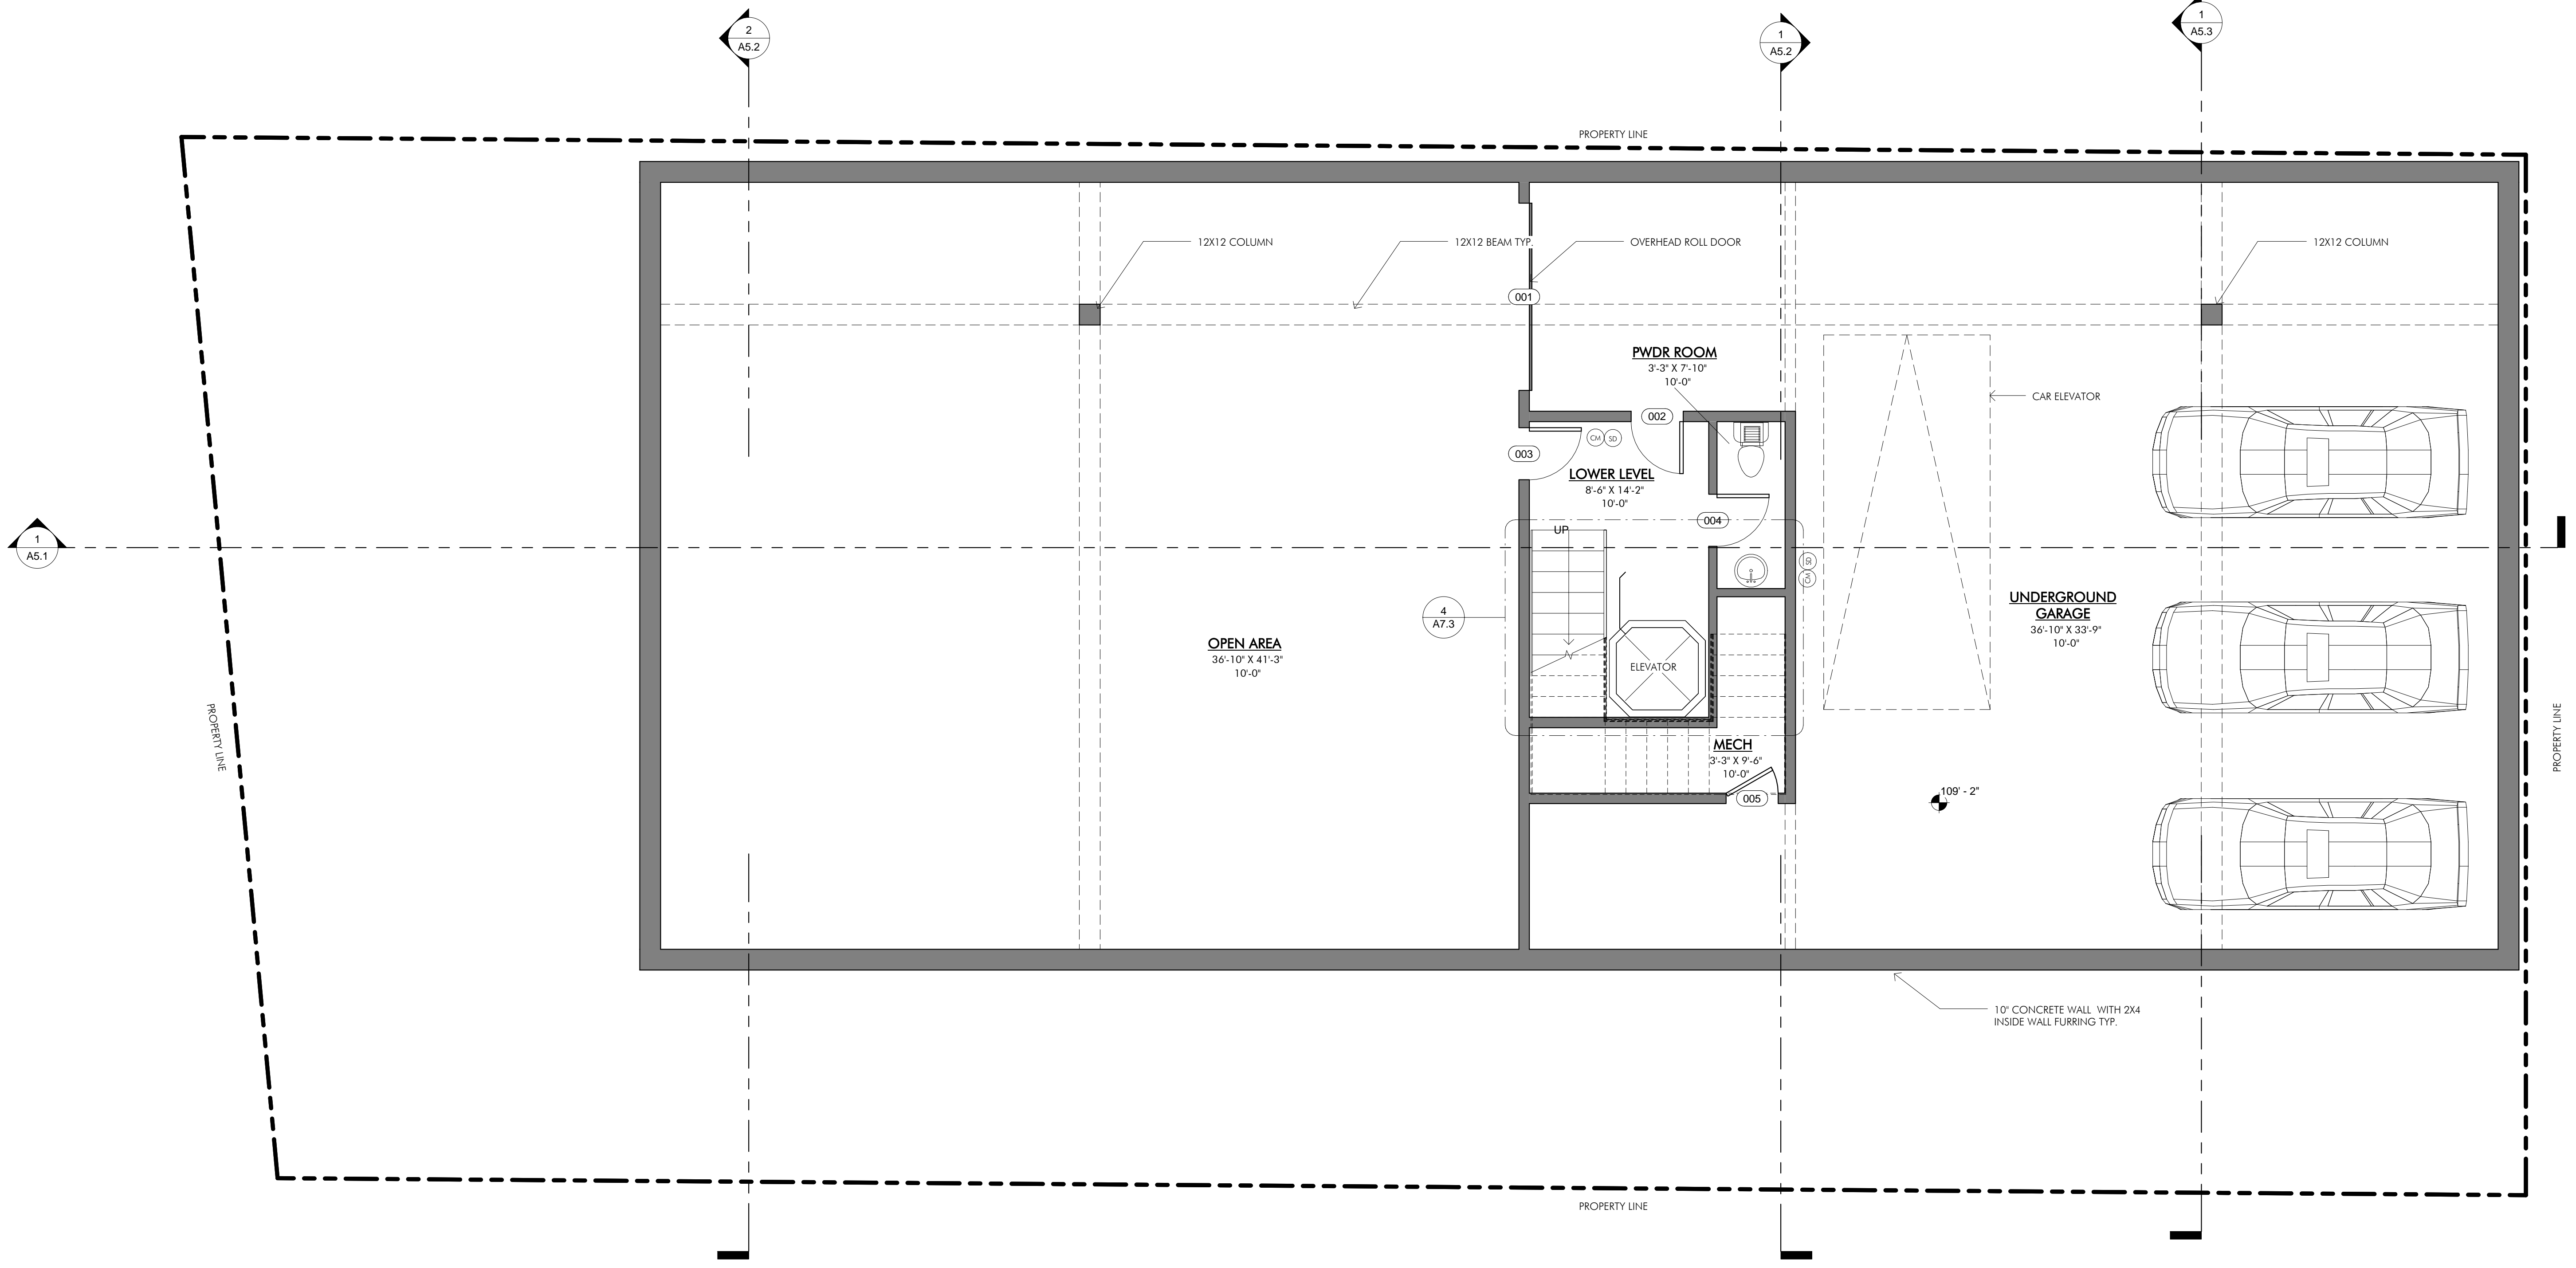 2
A5.2
1
A5.2
1
A5.3
PROPERTY LINE
12X12 COLUMN
12X12 BEAM TYP.
OVERHEAD ROLL DOOR
12X12 COLUMN
001
PWDR ROOM
3'-3" X 7'-10"
10'-0"
CAR ELEVATOR
002
CM
SD
003
LOWER LEVEL
8'-6" X 14'-2"
10'-0"
004
UP
1
A5.1
SD
CM
4
A7.3
UNDERGROUND
GARAGE
36'-10" X 33'-9"
10'-0"
OPEN AREA
36'-10" X 41'-3"
10'-0"
ELEVATOR
PROPERTY LINE
PROPERTY LINE
MECH
3'-3" X 9'-6"
10'-0"
005
109' - 2"
10" CONCRETE WALL WITH 2X4
INSIDE WALL FURRING TYP.
PROPERTY LINE